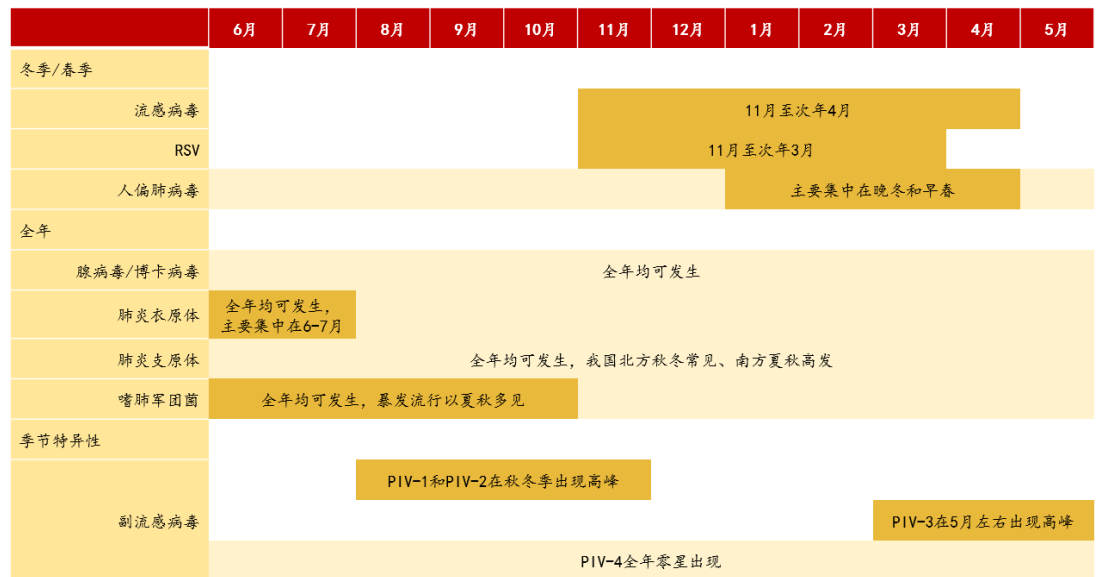 6月 7月 8月 9月 10月 11月 12月 1月 2月 3月 4月 5月
冬季/春季
流感病毒 11月至次年4月
RSV 11月至次年3月
人偏肺病毒 主要集中在晚冬和早春
全年
腺病毒/博卡病毒 全年均可发生
肺炎衣原体 全年均可发生，
主要集中在6-7月
肺炎支原体 全年均可发生，我国北方秋冬常见、南方夏秋高发
嗜肺军团菌 全年均可发生，暴发流行以夏秋多见
季节特异性
PIV-1和PIV-2在秋冬季出现高峰
副流感病毒 PIV-3在5月左右出现高峰
PIV-4全年零星出现